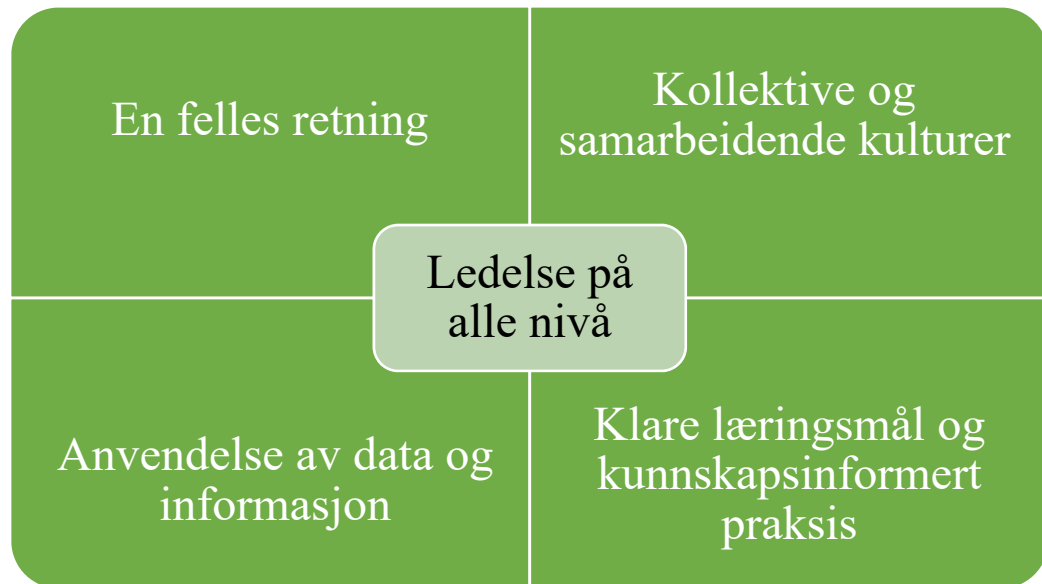 En felles retning
Kollektive og
samarbeidende kulturer
Ledelse på
alle nivå
Anvendelse av data og
informasjon
Klare læringsmål og
kunnskapsinformert
praksis